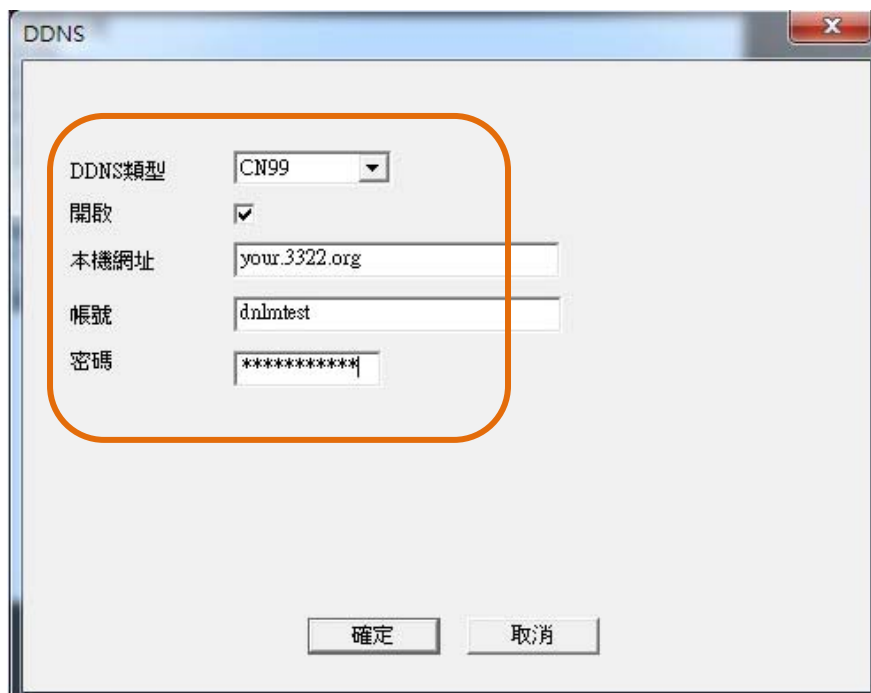 DDNS
DDNS類型 CN99
開啟
本機網址 your.3322.org
帳號 dnlmtest
密碼 ***********
確定 取消